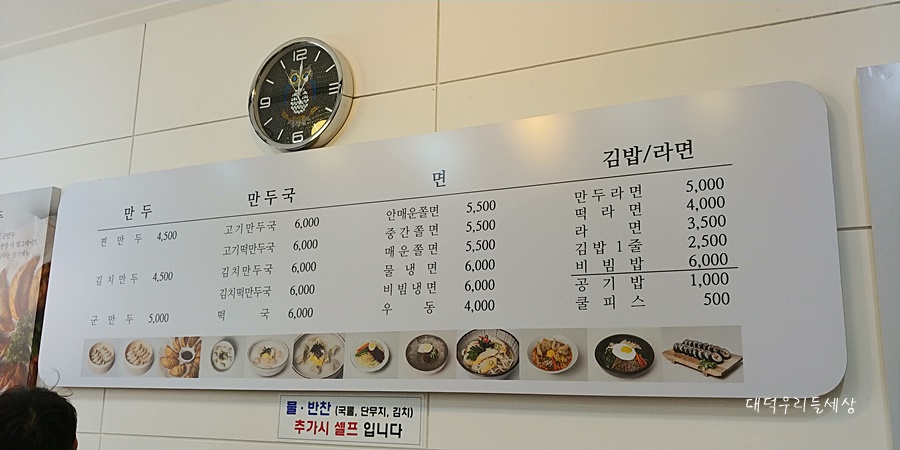 12
3
6
9
만두
찐만두 4,500
김치만두 4,500
군만두 5,000
만두국
고기만두국 6,000
고기떡만두국 6,000
김치만두국 6,000
김치떡만두국 6,000
떡국 6,000
면
안매운쫄면 5,500
중간쫄면 5,500
매운쫄면 5,500
물냉면 6,000
비빔냉면 6,000
우동 4,000
김밥/라면
만두라면 5,000
떡라면 4,000
라면 3,500
김밥1줄 2,500
비빔밥 6,000
공기밥 1,000
쿨피스 500
물·반찬 (국물, 단무지, 김치)
추가시 셀프 입니다
대덕우리들세상